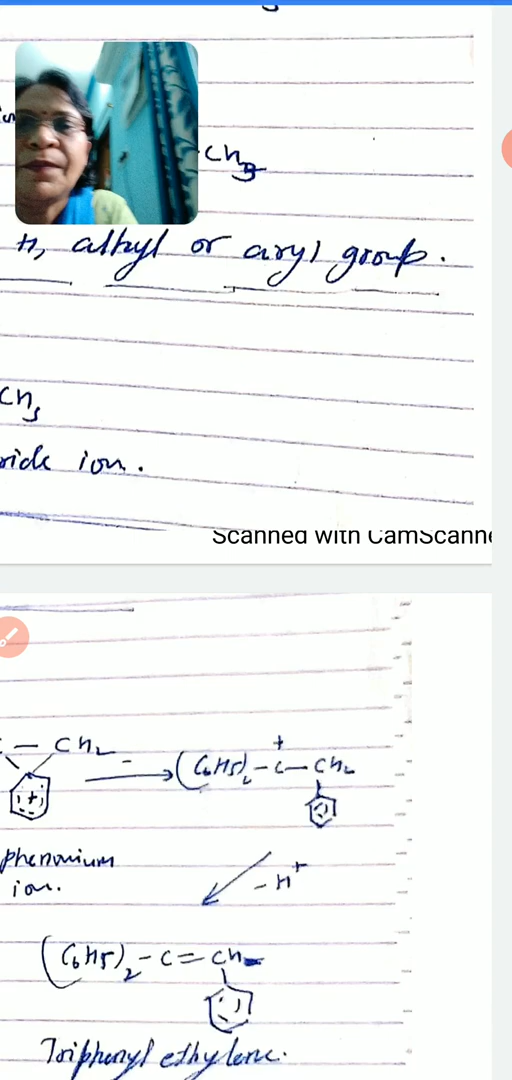 CH3
H, alkyl or aryl group.
CH3
ride ion.
Scanned with CamScanne
C — CH2 → (C6H5)2 – C+ – CH2
phenonium
ion.
– H+
(C6H5)2 – C = CH
Triphenyl ethylene.